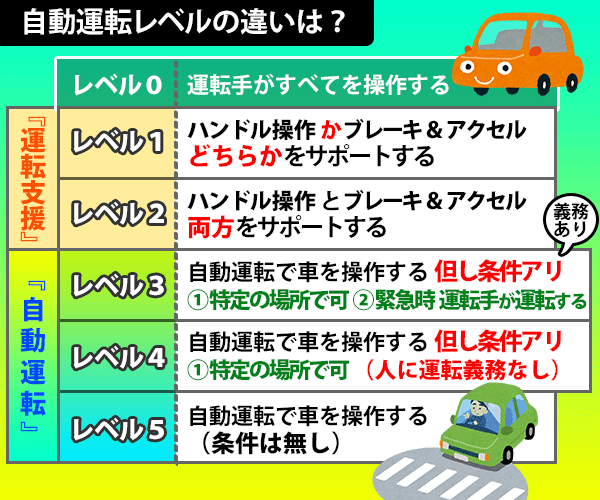 自動運転レベルの違いは？
レベル０ 運転手がすべてを操作する
『運転支援』
レベル１ ハンドル操作 かブレーキ＆アクセル
どちらかをサポートする
レベル２ ハンドル操作 とブレーキ＆アクセル
両方をサポートする
義務
あり
『自動運転』
レベル３ 自動運転で車を操作する 但し条件アリ
①特定の場所で可 ②緊急時 運転手が運転する
レベル４ 自動運転で車を操作する 但し条件アリ
①特定の場所で可 （人に運転義務なし）
レベル５ 自動運転で車を操作する
（条件は無し）